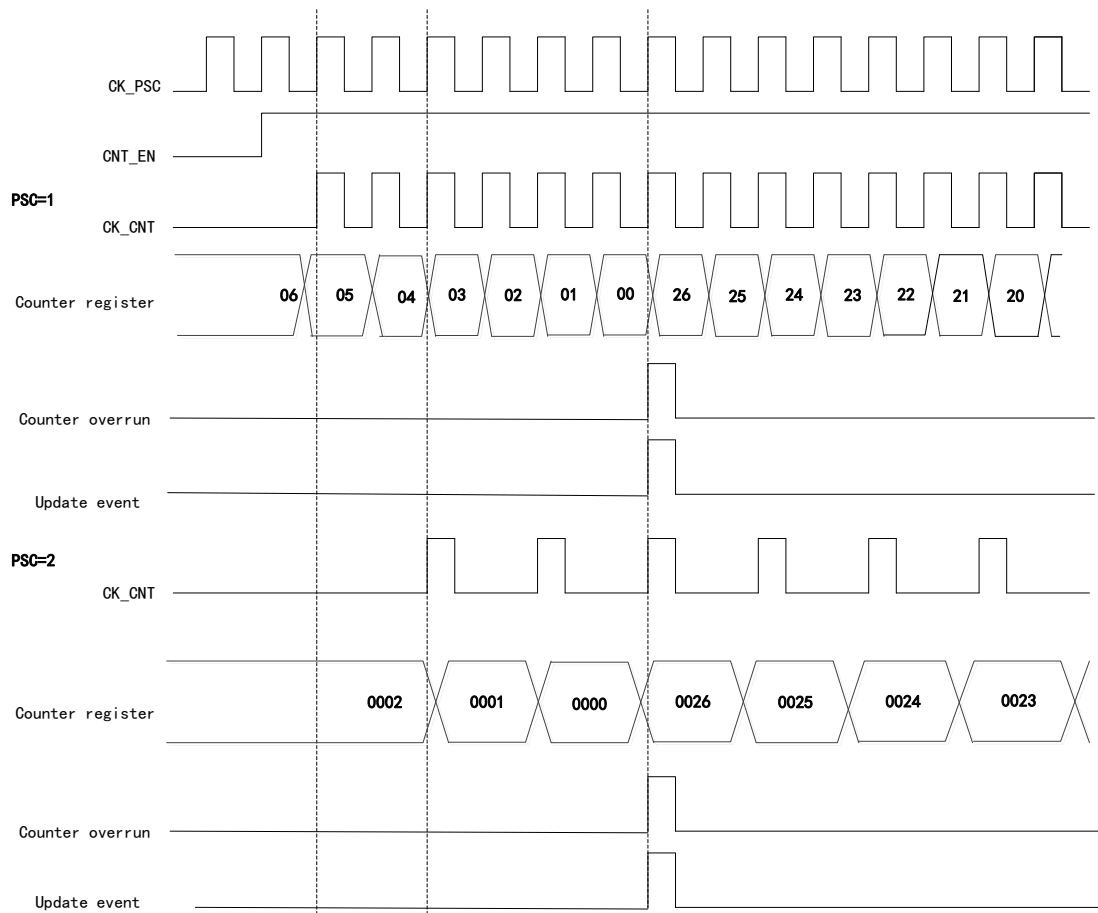 CK_PSC
CNT_EN
PSC=1
CK_CNT
Counter register 06 05 04 03 02 01 00 26 25 24 23 22 21 20
Counter overrun
Update event
PSC=2
CK_CNT
Counter register 0002 0001 0000 0026 0025 0024 0023
Counter overrun
Update event